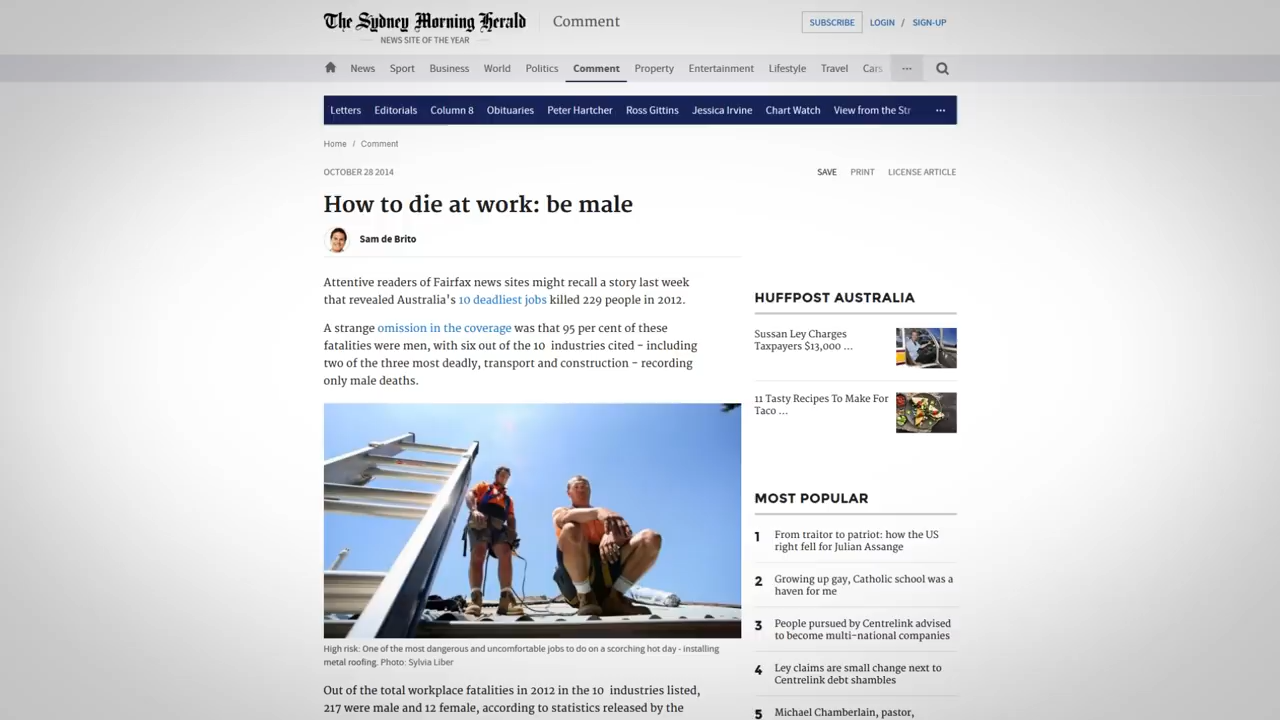 The Sydney Morning Herald
NEWS SITE OF THE YEAR
Comment
SUBSCRIBE LOGIN / SIGN-UP
News Sport Business World Politics Comment Property Entertainment Lifestyle Travel Cars ...
Letters Editorials Column 8 Obituaries Peter Hartcher Ross Gittins Jessica Irvine Chart Watch View from the Str ...
Home / Comment
OCTOBER 28 2014
SAVE PRINT LICENSE ARTICLE
How to die at work: be male
Sam de Brito
Attentive readers of Fairfax news sites might recall a story last week
that revealed Australia's 10 deadliest jobs killed 229 people in 2012.
A strange omission in the coverage was that 95 per cent of these
fatalities were men, with six out of the 10 industries cited - including
two of the three most deadly, transport and construction - recording
only male deaths.
High risk: One of the most dangerous and uncomfortable jobs to do on a scorching hot day - installing
metal roofing. Photo: Sylvia Liber
Out of the total workplace fatalities in 2012 in the 10 industries listed,
217 were male and 12 female, according to statistics released by the
HUFFPOST AUSTRALIA
Sussan Ley Charges
Taxpayers $13,000 ...
11 Tasty Recipes To Make For
Taco ...
MOST POPULAR
1 From traitor to patriot: how the US
right fell for Julian Assange
2 Growing up gay, Catholic school was a
haven for me
3 People pursued by Centrelink advised
to become multi-national companies
4 Ley claims are small change next to
Centrelink debt shambles
5 Michael Chamberlain, pastor,